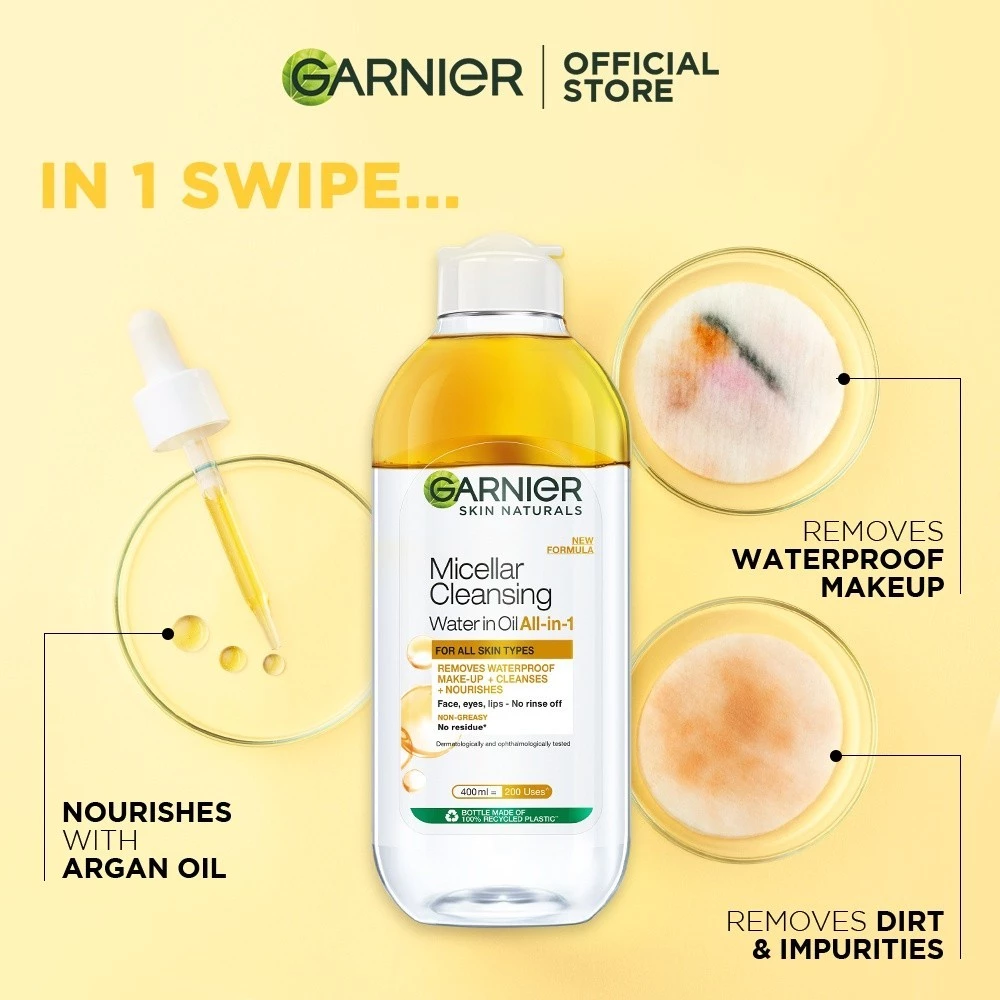 GARNIER
OFFICIAL
STORE
IN 1 SWIPE...
GARNIER
SKIN NATURALS
NEW
FORMULA
Micellar
Cleansing
Water in Oil All-in-1
FOR ALL SKIN TYPES
REMOVES WATERPROOF
MAKE-UP + CLEANSES
+ NOURISHES
Face, eyes, lips - No rinse off
NON-GREASY
No residue*
Dermatologically and ophthalmologically tested
400ml = 200 Uses^
BOTTLE MADE OF
100% RECYCLED PLASTIC**
REMOVES
WATERPROOF
MAKEUP
NOURISHES
WITH
ARGAN OIL
REMOVES DIRT
& IMPURITIES